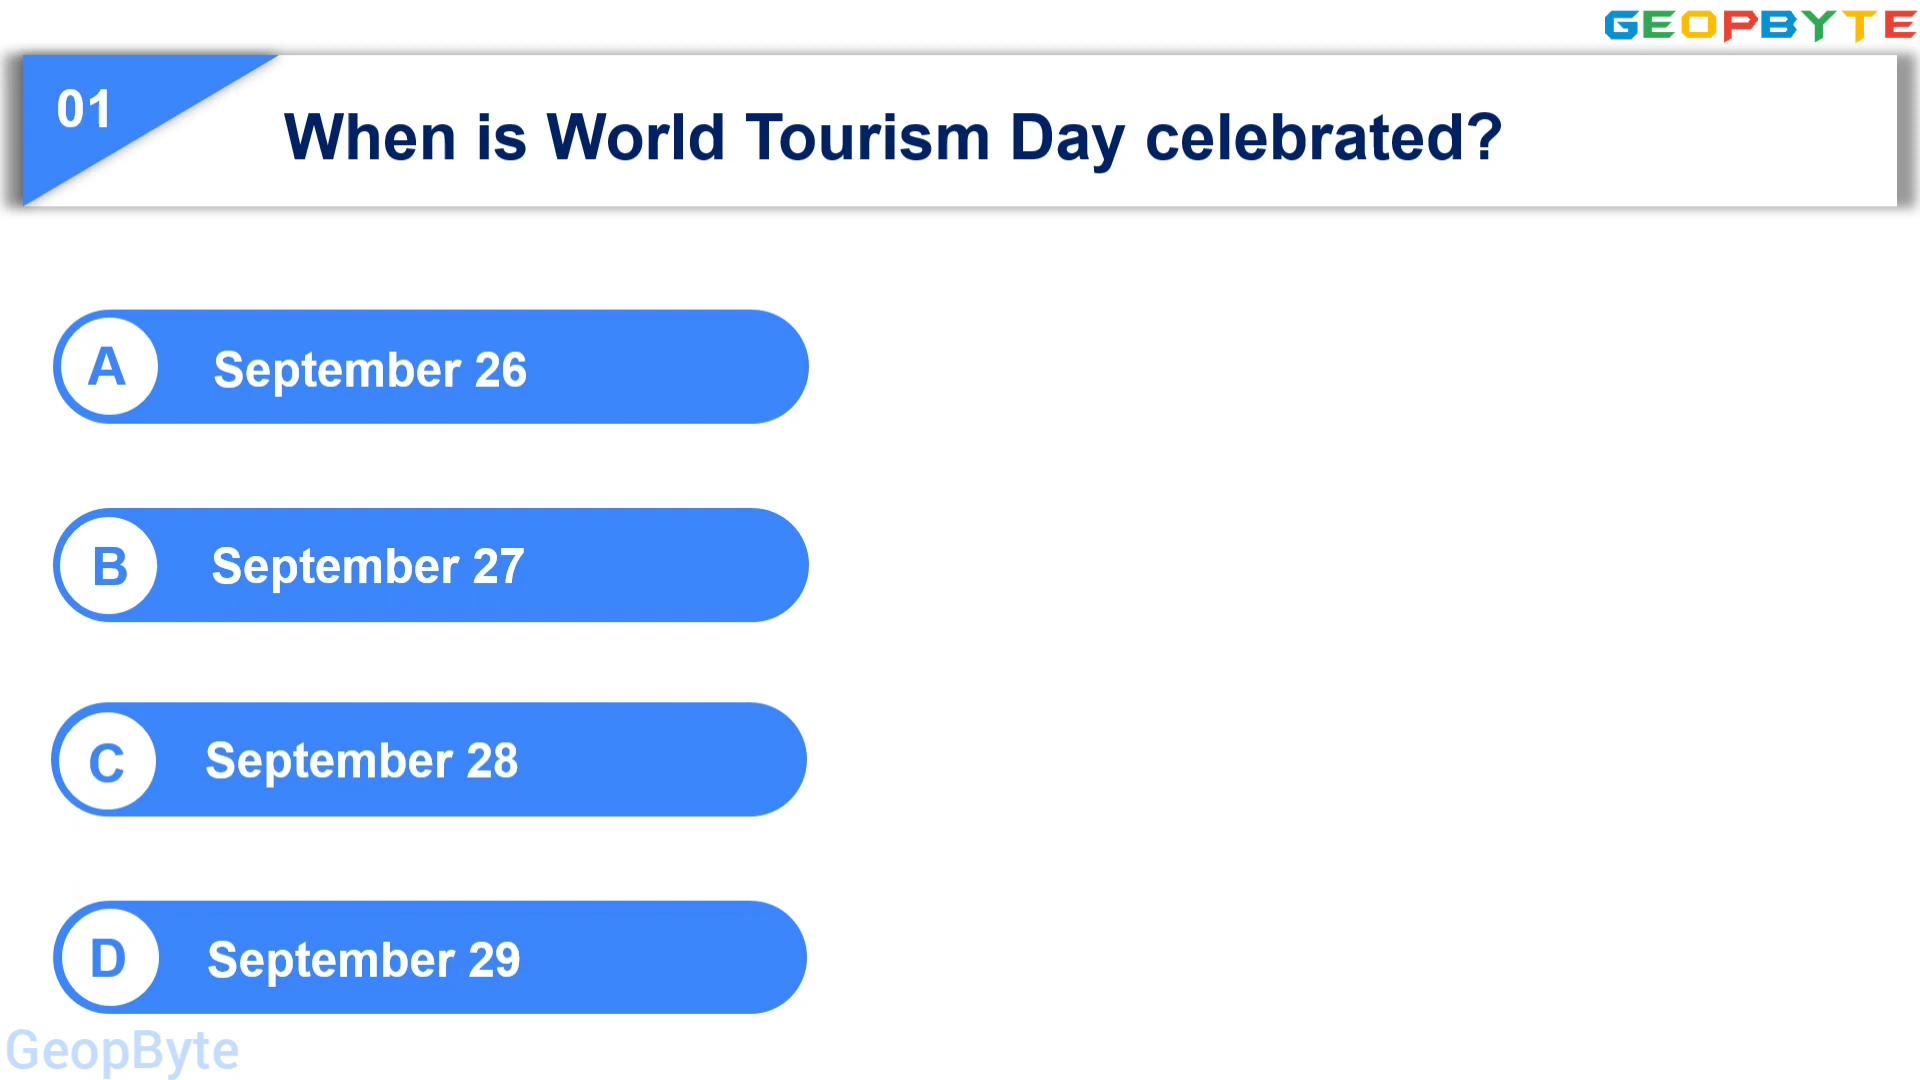 GEOPBYTE
01
When is World Tourism Day celebrated?
A September 26
B September 27
C September 28
D September 29
GeopByte